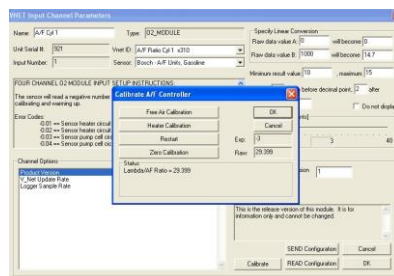 VNET Input Channel Parameters
Name: A/F Cyl 1 Type: 02_MODULE
Unit Serial #: 921 Vnet ID: A/F Ratio Cyl 1 x310
Input Number: 1 Sensor: Bosch - A/F Units, Gasoline
Specify Linear Conversion
Raw data value A: 0 will become 0
Raw data value B: 1000 will become 14.7
Minimum result value 10 , maximum 15
before decimal point, 2 after
FOUR CHANNEL O2 MODULE INPUT SETUP INSTRUCTIONS:
The sensor will read a negative number
calibrating and warming up.
Error Codes:
-0.01 == Sensor heater circuit
-0.02 == Sensor heater circuit
-0.03 == Sensor pump cell circ
-0.04 == Sensor pump cell circ
Do not displa
Calibrate A/F Controller
Free Air Calibration OK
Heater Calibration Cancel
Restart Exp: -3
Zero Calibration Raw: 29.399
Status
Lambda/AF Ratio = 29.399
3 40
Channel Options
Product Version
V_Net Update Rate
Logger Sample Rate
sion 1
This is the release version of this module. It is for
information only and cannot be changed.
SEND Configuration Cancel
Calibrate READ Configuration OK